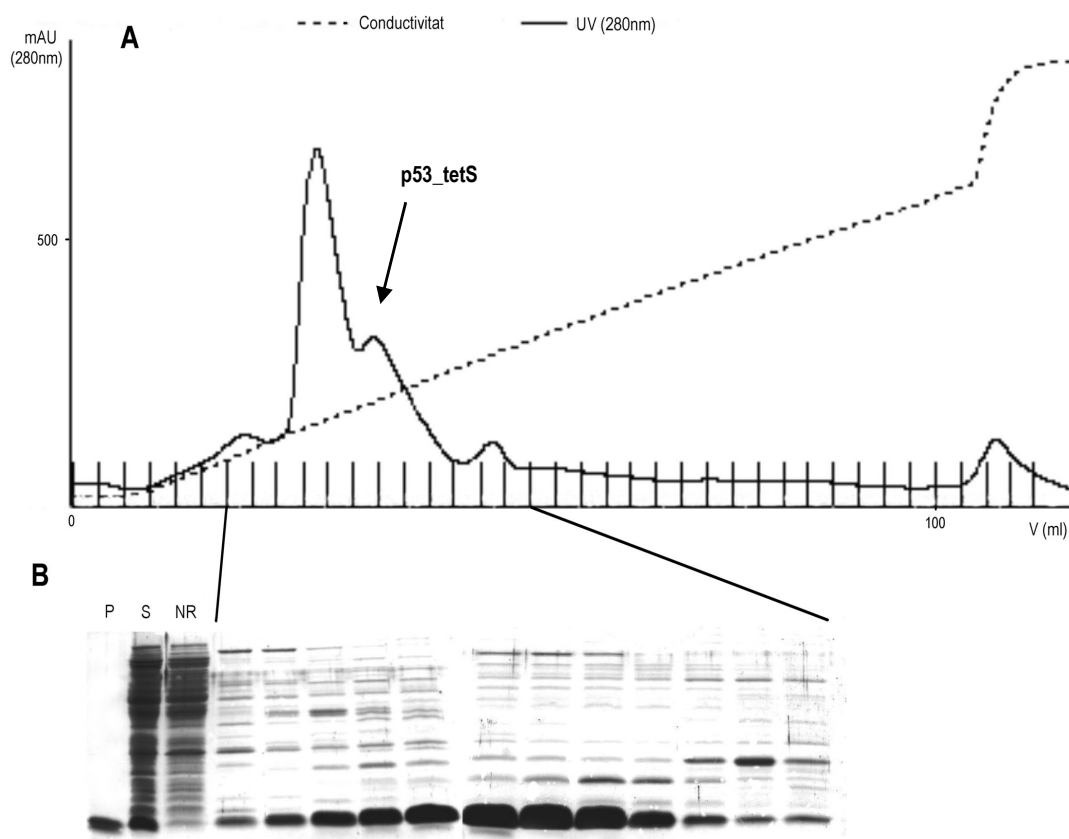 Conductivitat
UV (280nm)
mAU
(280nm)
A
p53_tetS
500
0
100
V (ml)
B
P S NR